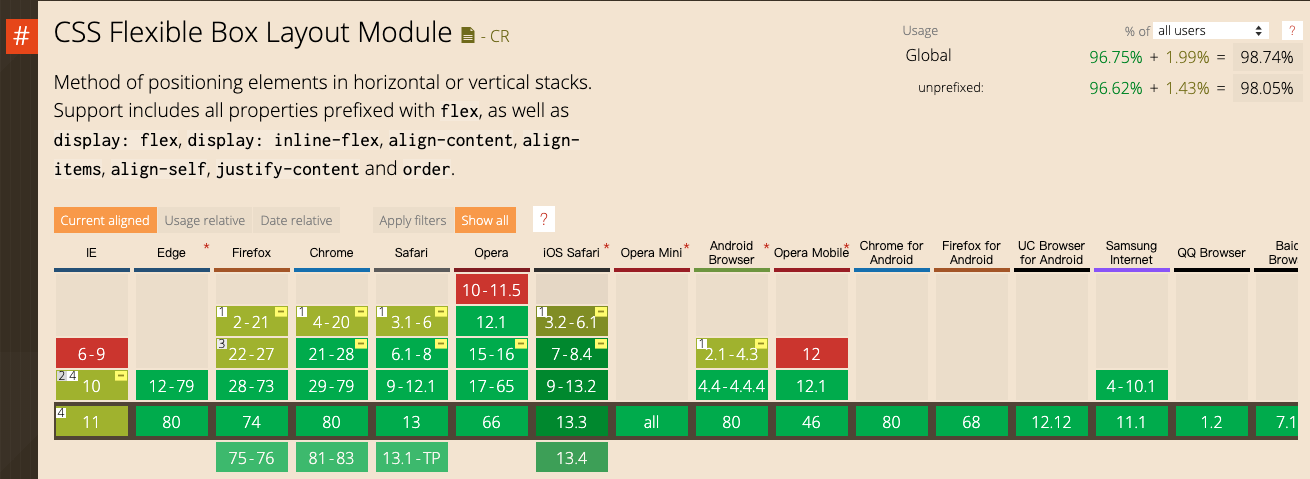 #
CSS Flexible Box Layout Module - CR
Usage % of all users ?
Global 96.75% + 1.99% = 98.74%
unprefixed: 96.62% + 1.43% = 98.05%
Method of positioning elements in horizontal or vertical stacks.
Support includes all properties prefixed with flex, as well as
display: flex, display: inline-flex, align-content, align-
items, align-self, justify-content and order.
Current aligned Usage relative Date relative Apply filters Show all ?
IE Edge * Firefox Chrome Safari Opera iOS Safari * Opera Mini * Android Browser * Opera Mobile * Chrome for Android Firefox for Android UC Browser for Android Samsung Internet QQ Browser Baid Brow
10-11.5
1 2-21 1 4-20 1 3.1-6 12.1 1 3.2-6.1
6-9 3 22-27 21-28 6.1-8 15-16 7-8.4 1 2.1-4.3 12
2 4 10 12-79 28-73 29-79 9-12.1 17-65 9-13.2 4.4-4.4.4 12.1 4-10.1
4 11 80 74 80 13 66 13.3 all 80 46 80 68 12.12 11.1 1.2 7.1
75-76 81-83 13.1-TP 13.4